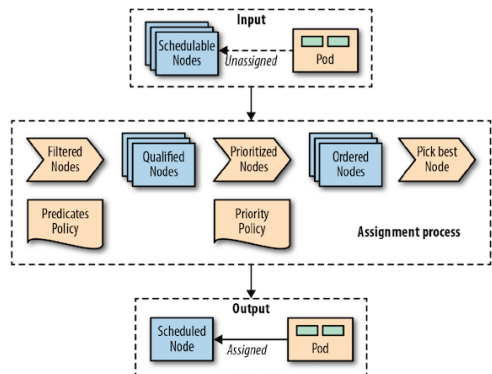 Input
Schedulable
Nodes
Unassigned
Pod
Filtered
Nodes
Qualified
Nodes
Prioritized
Nodes
Ordered
Nodes
Pick best
Node
Predicates
Policy
Priority
Policy
Assignment process
Output
Scheduled
Node
Assigned
Pod